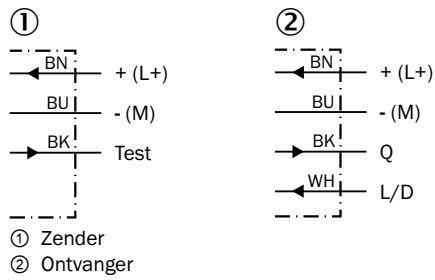 ① ②
BN + (L+) BN + (L+)
BU - (M) BU - (M)
BK Test BK Q
WH L/D
① Zender
② Ontvanger